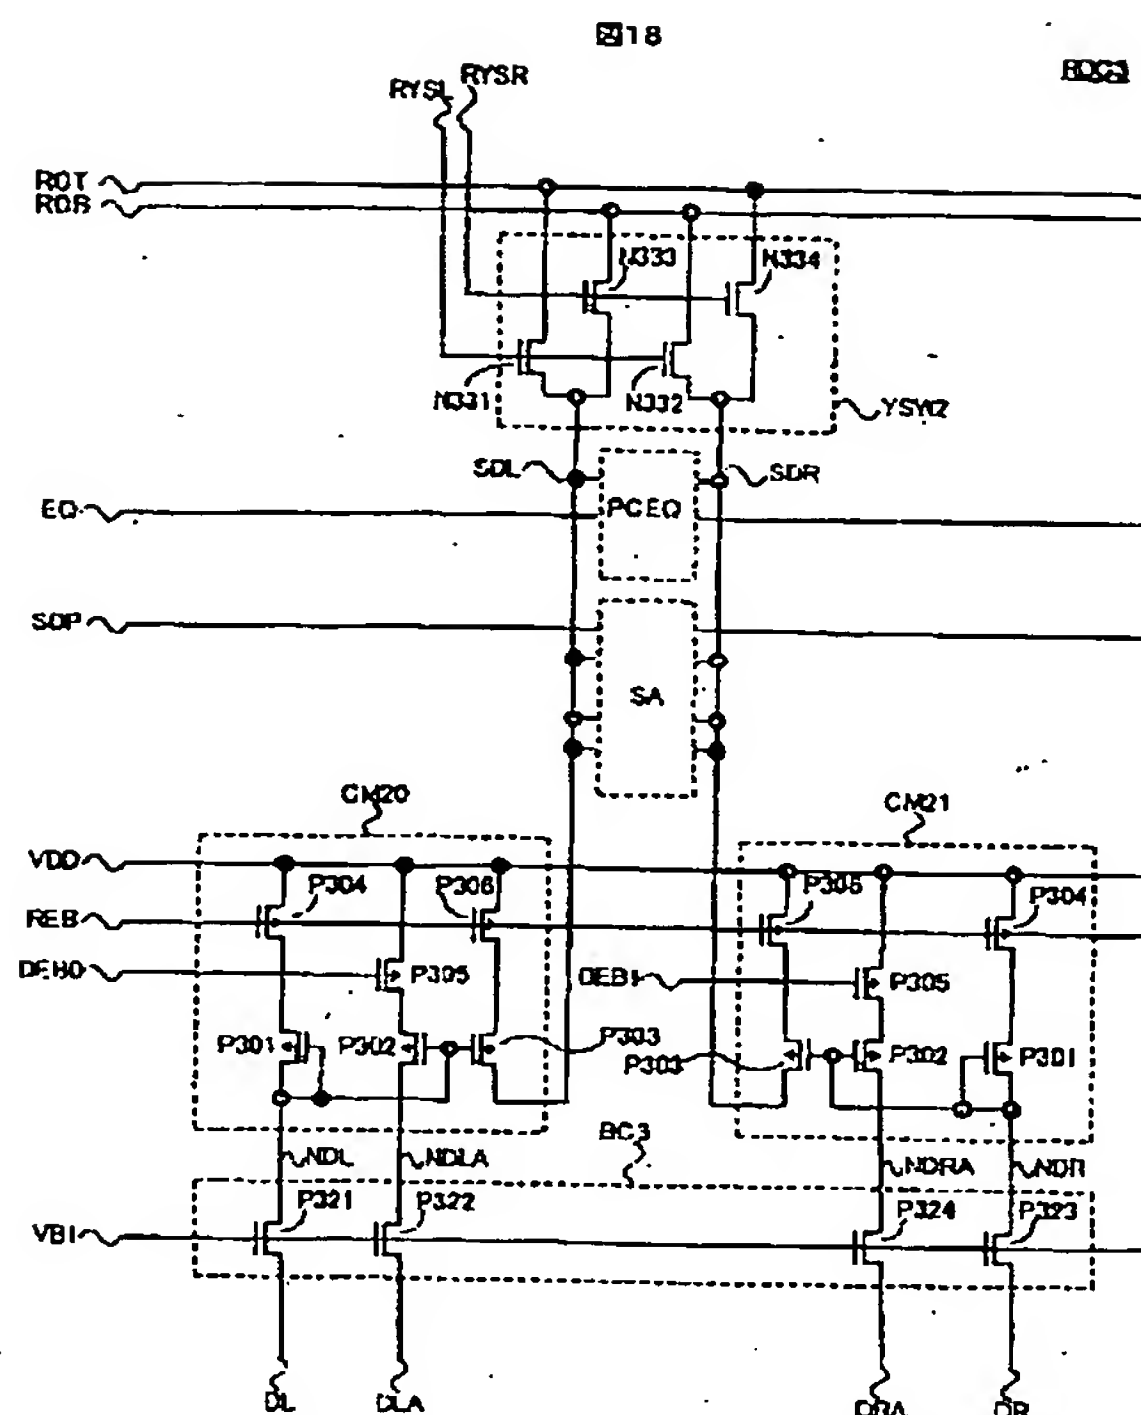 図18
RYSL
RYSR
ROT
ROB
N333
N334
N331
N332
YSW2
SDL
SDR
EQ
PCEQ
SOP
SA
CM20
CM21
VDD
P304
P306
P304
REB
DEB0
P305
DEB1
P305
P301
P302
P303
P303
P302
P301
BC3
NDL
NDLA
NDRA
NDR
P321
P322
P324
P323
VB1
DL
DLA
DRA
DR